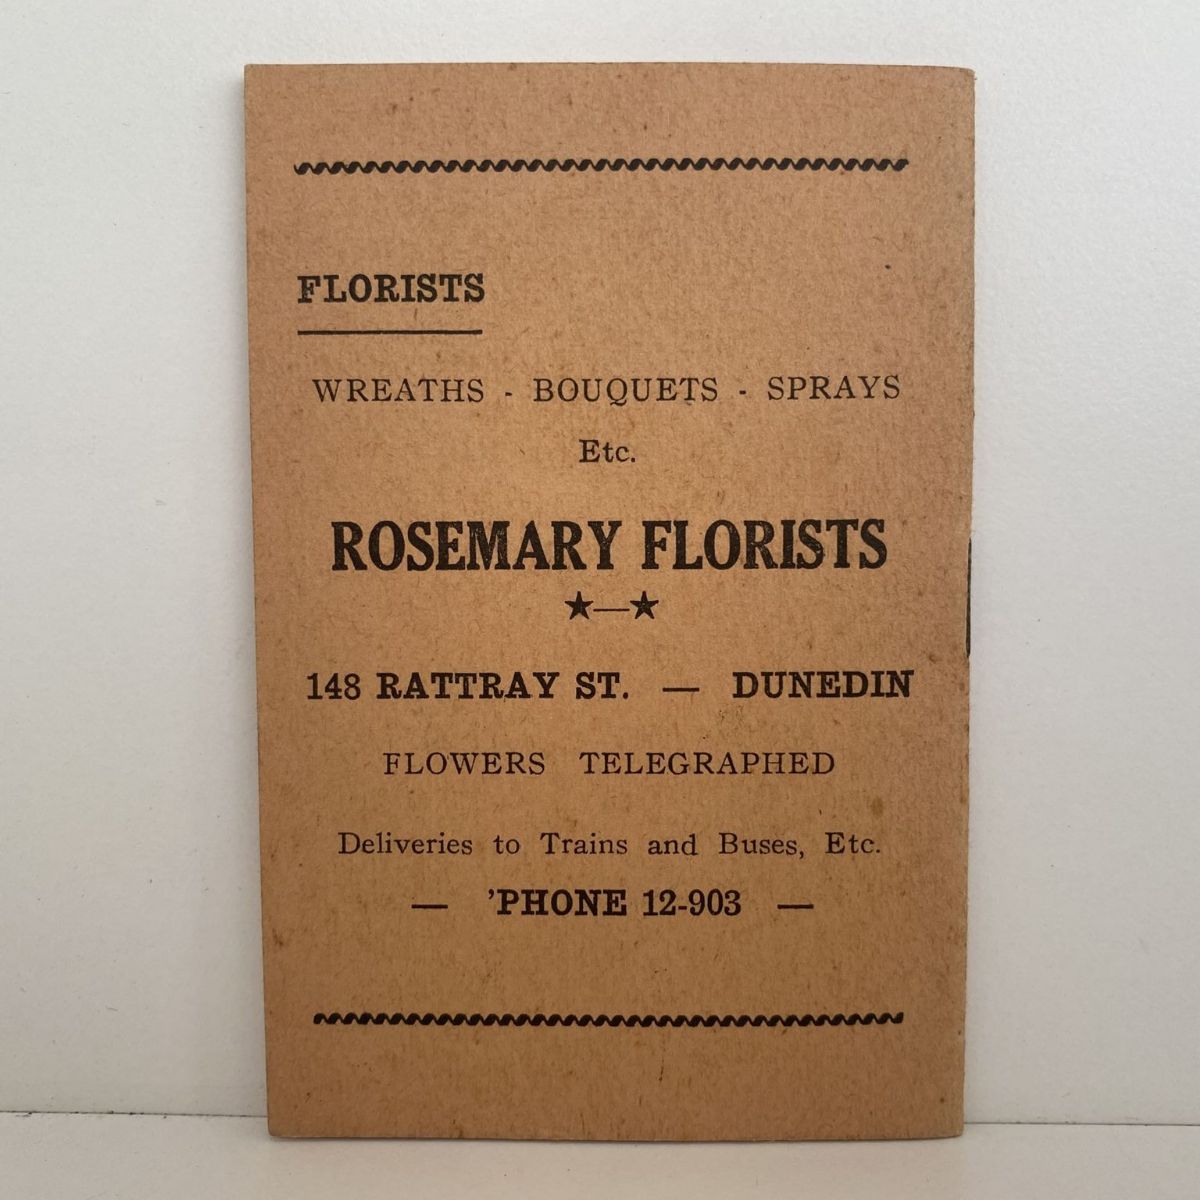 FLORISTS
WREATHS - BOUQUETS - SPRAYS
Etc.
ROSEMARY FLORISTS
★—★
148 RATTRAY ST. — DUNEDIN
FLOWERS TELEGRAPHED
Deliveries to Trains and Buses, Etc.
— 'PHONE 12-903 —